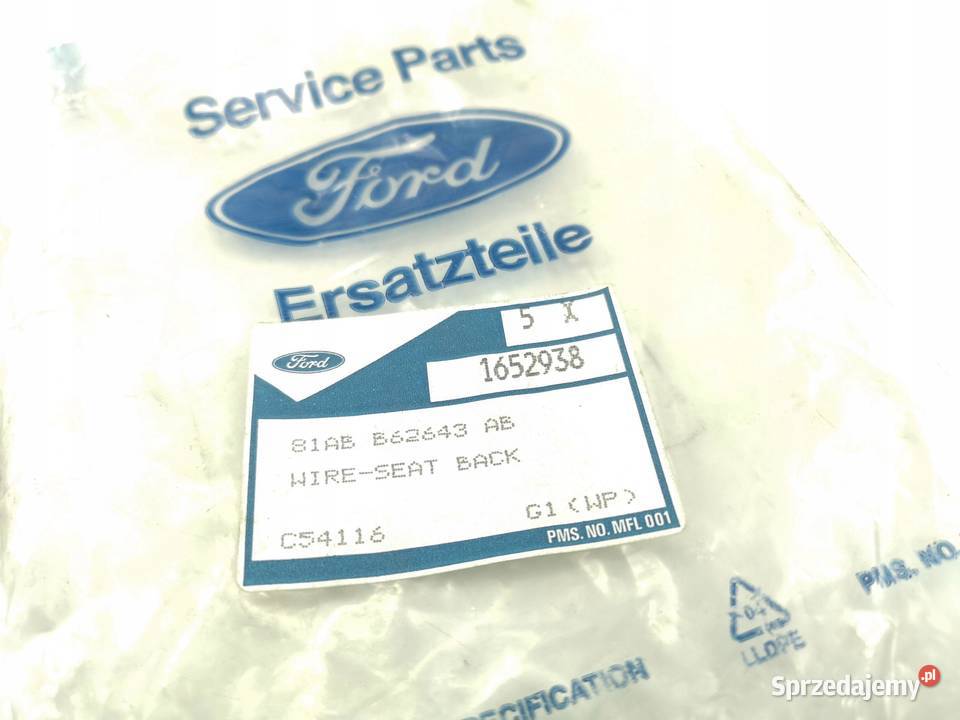 Service Parts
Ford
Ersatzteile
5 X
Ford
1652938
81AB B62643 AB
WIRE-SEAT BACK
C54116
G1(WP)
PMS. NO. MFL 001
PMS. NO.
04
LLDPE
Sprzedajemy.pl